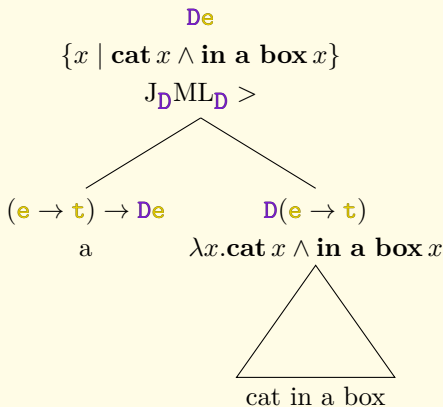 De
{x | cat x ∧ in a box x}
J_D ML_D >
(e → t) → De
D(e → t)
a
λx.cat x ∧ in a box x
cat in a box